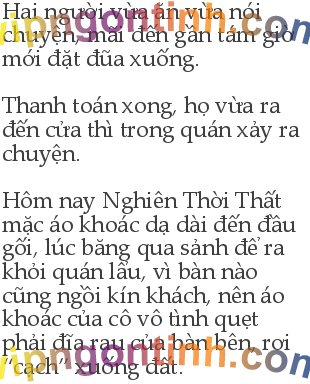 Hai người vừa ăn vừa nói
chuyện, mãi đến gần tám giờ
mới đặt đũa xuống.
Thanh toán xong, họ vừa ra
đến cửa thì trong quán xảy ra
chuyện.
Hôm nay Nghiên Thời Thất
mặc áo khoác dạ dài đến đầu
gối, lúc băng qua sảnh để ra
khỏi quán lẩu, vì bàn nào
cũng ngồi kín khách, nên áo
khoác của cô vô tình quẹt
phải đĩa rau của bàn bên, rơi
“cạch” xuống đất.
vipngontinh.com
vipngontinh.com